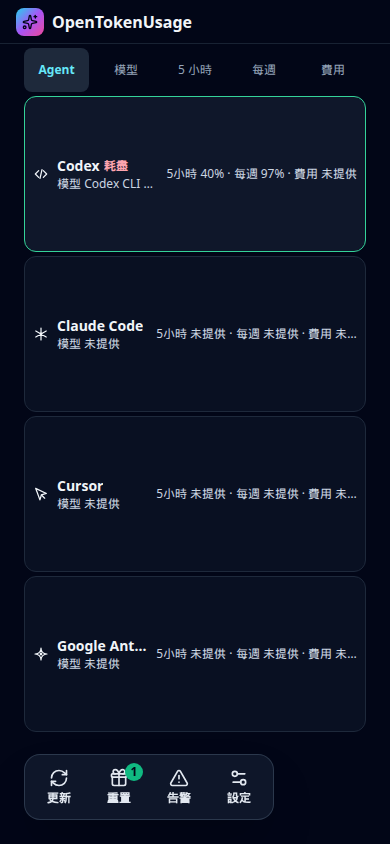 OpenTokenUsage
Agent 模型 5 小時 每週 費用
Codex 耗盡
模型 Codex CLI ...
5小時 40% · 每週 97% · 費用 未提供
Claude Code
模型 未提供
5小時 未提供 · 每週 未提供 · 費用 未...
Cursor
模型 未提供
5小時 未提供 · 每週 未提供 · 費用 未...
Google Ant...
模型 未提供
5小時 未提供 · 每週 未提供 · 費用 未...
1
更新 重置 告警 設定